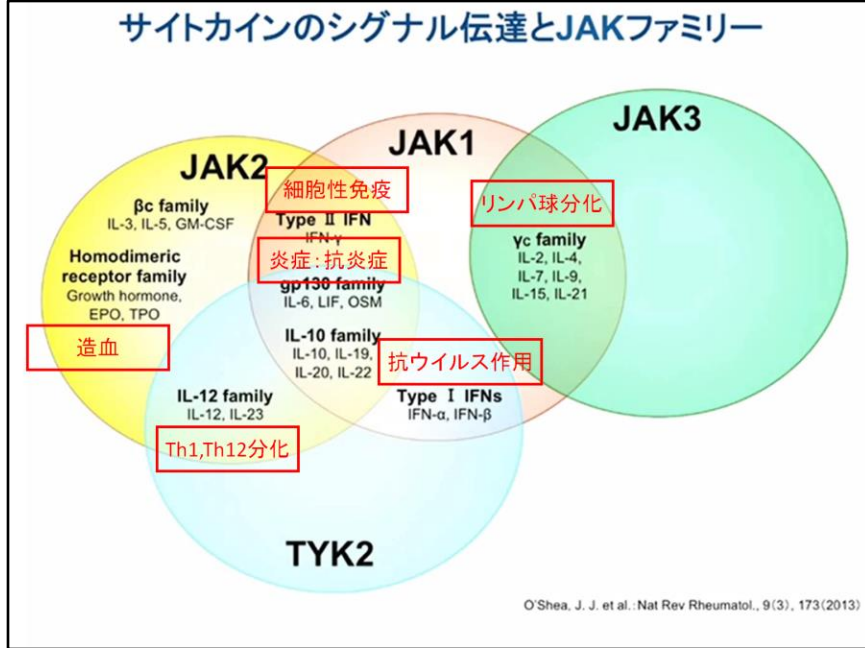 サイトカインのシグナル伝達とJAKファミリー
JAK3
JAK1
JAK2
細胞性免疫
リンパ球分化
βc family
IL-3, IL-5, GM-CSF
Type Ⅱ IFN
IFN-γ
γc family
IL-2, IL-4,
IL-7, IL-9,
IL-15, IL-21
Homodimeric
receptor family
Growth hormone,
EPO, TPO
炎症：抗炎症
gp130 family
IL-6, LIF, OSM
造血
IL-10 family
IL-10, IL-19,
IL-20, IL-22
抗ウイルス作用
IL-12 family
IL-12, IL-23
Type Ⅰ IFNs
IFN-α, IFN-β
Th1,Th12分化
TYK2
O'Shea, J. J. et al.：Nat Rev Rheumatol., 9(3), 173(2013)